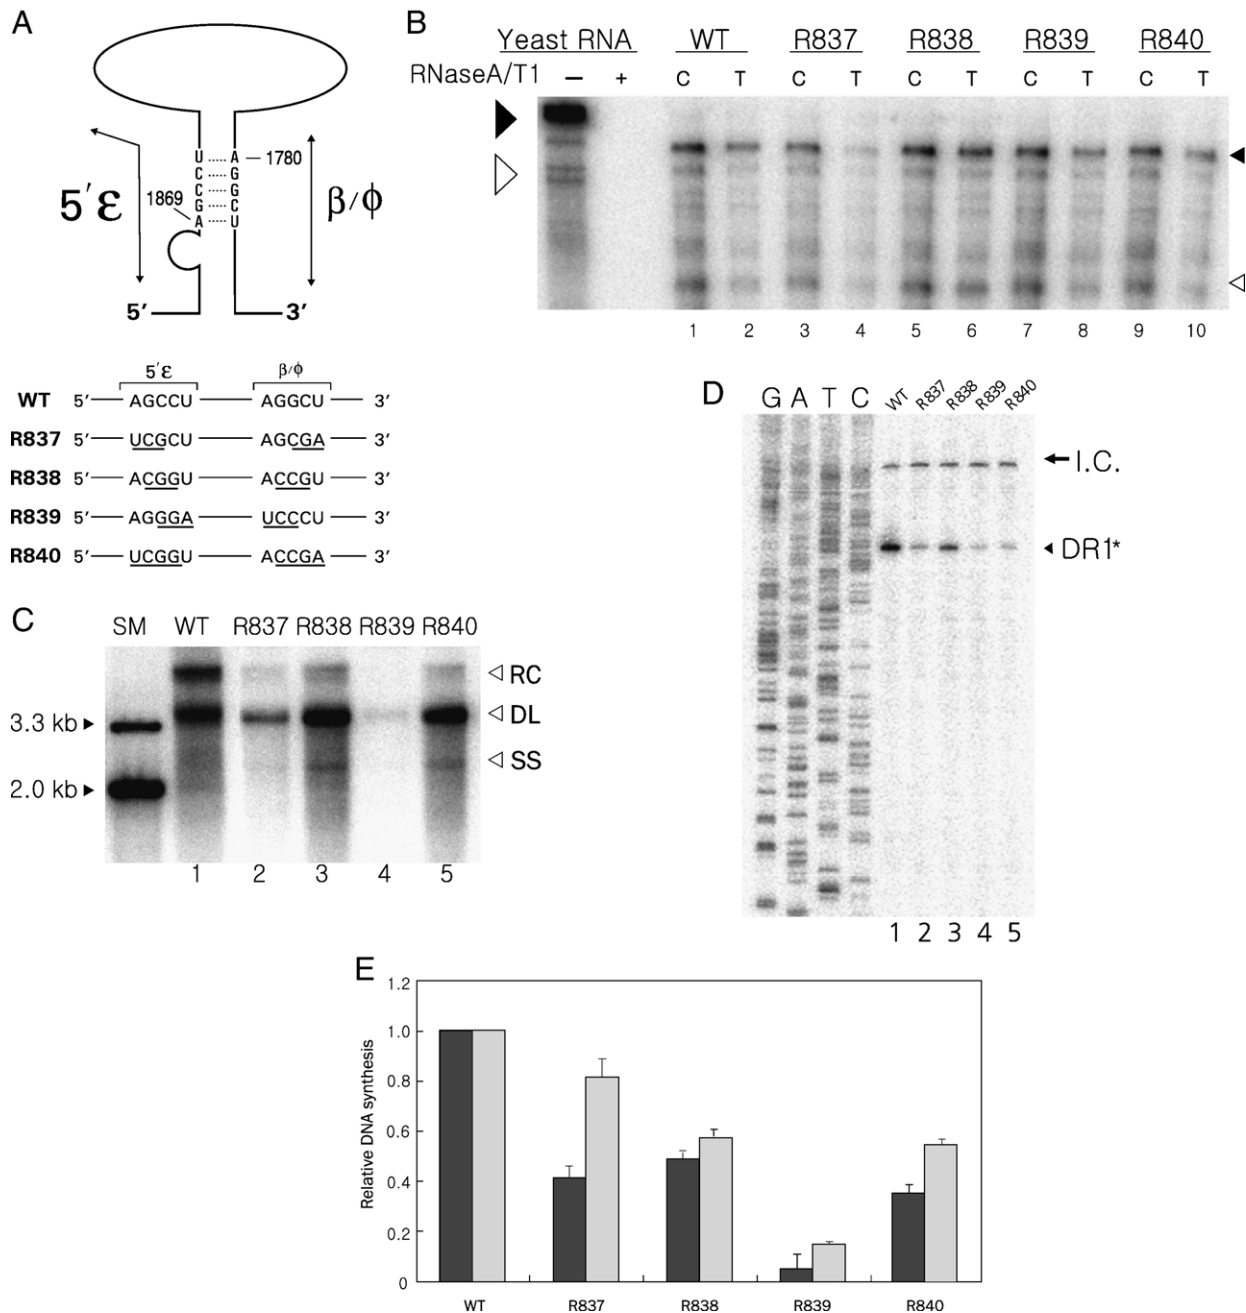 A
U
C
C
G
A
A
G
G
C
U
1780
1869
5'ε
β/ϕ
5'
3'
5'ε β/ϕ
WT 5' AGCCU AGGCU 3'
R837 5' UCGCU AGCGA 3'
R838 5' ACGGU ACCGU 3'
R839 5' AGGGA UCCCU 3'
R840 5' UCGGU ACCGA 3'
B
Yeast RNA WT R837 R838 R839 R840
RNaseA/T1 – + C T C T C T C T C T
1 2 3 4 5 6 7 8 9 10
C
SM WT R837 R838 R839 R840
RC
DL
SS
3.3 kb
2.0 kb
1 2 3 4 5
D
G A T C WT R837 R838 R839 R840
I.C.
DR1*
1 2 3 4 5
E
Relative DNA synthesis
1.2
1.0
0.8
0.6
0.4
0.2
0
WT R837 R838 R839 R840